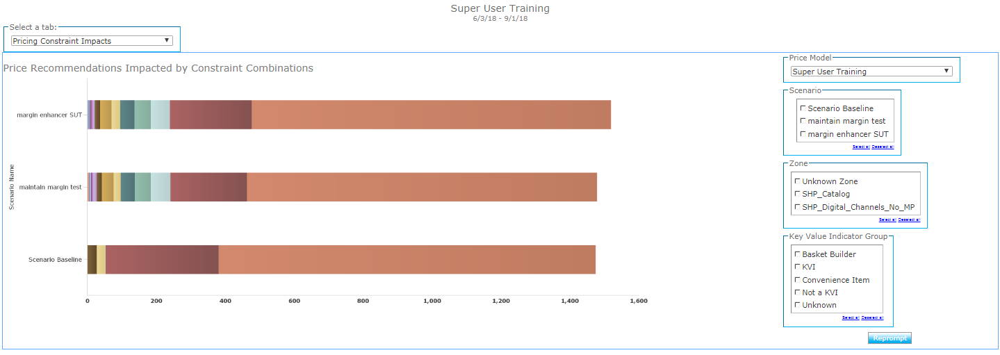 Super User Training
6/3/18 - 9/1/18
Select a tab:
Pricing Constraint Impacts
Price Recommendations Impacted by Constraint Combinations
Scenario Name
margin enhancer SUT
maintain margin test
Scenario Baseline
0 200 400 600 800 1,000 1,200 1,400 1,600
Price Model
Super User Training
Scenario
Scenario Baseline
maintain margin test
margin enhancer SUT
Select all Deselect all
Zone
Unknown Zone
SHP_Catalog
SHP_Digital_Channels_No_MP
Select all Deselect all
Key Value Indicator Group
Basket Builder
KVI
Convenience Item
Not a KVI
Unknown
Select all Deselect all
Reprompt